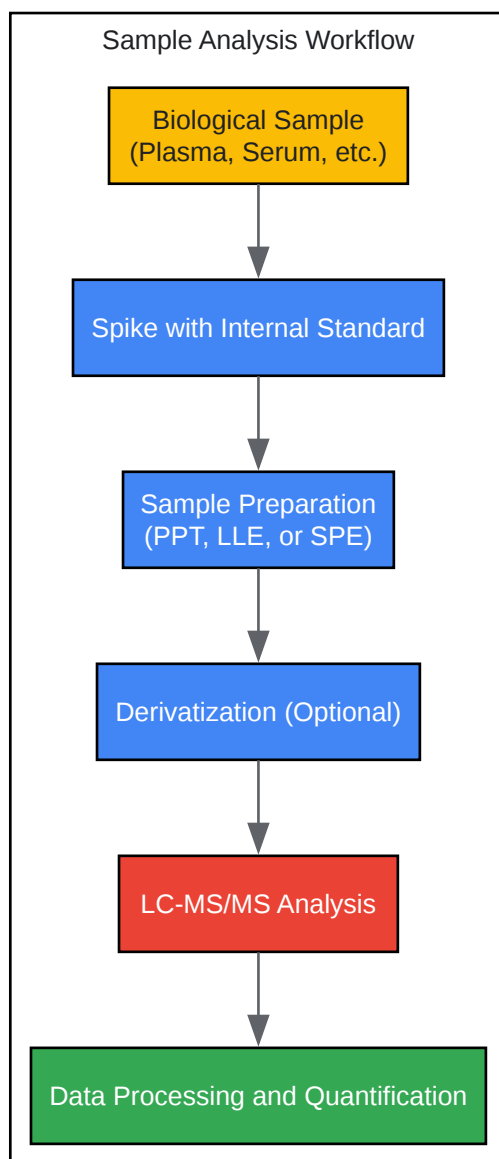 Sample Analysis Workflow
Biological Sample
(Plasma, Serum, etc.)
Spike with Internal Standard
Sample Preparation
(PPT, LLE, or SPE)
Derivatization (Optional)
LC-MS/MS Analysis
Data Processing and Quantification